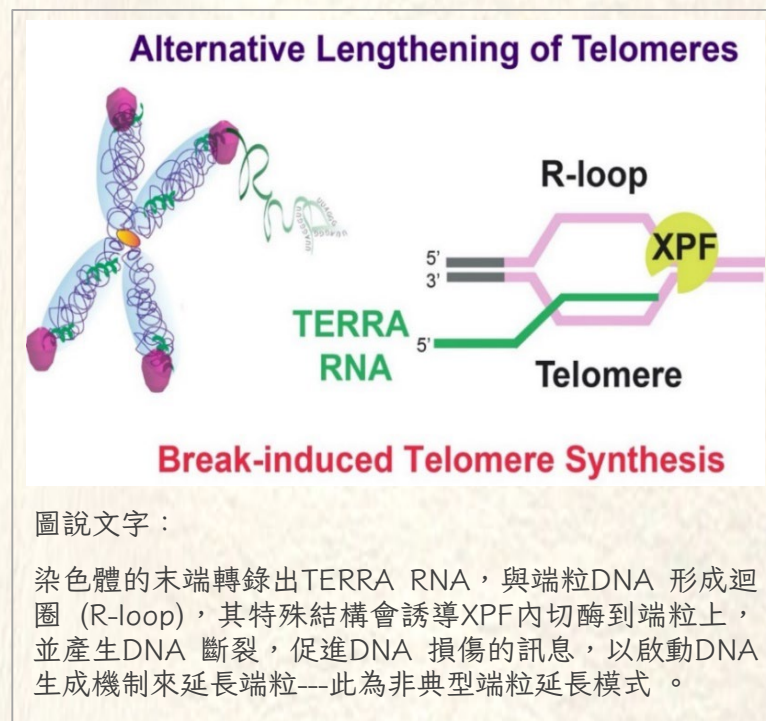 Alternative Lengthening of Telomeres
R-loop
XPF
5'
3'
TERRA
RNA
5'
Telomere
Break-induced Telomere Synthesis
圖說文字：
染色體的末端轉錄出TERRA RNA，與端粒DNA 形成迴
圈 (R-loop)，其特殊結構會誘導XPF內切酶到端粒上，
並產生DNA 斷裂，促進DNA 損傷的訊息，以啟動DNA
生成機制來延長端粒---此為非典型端粒延長模式 。